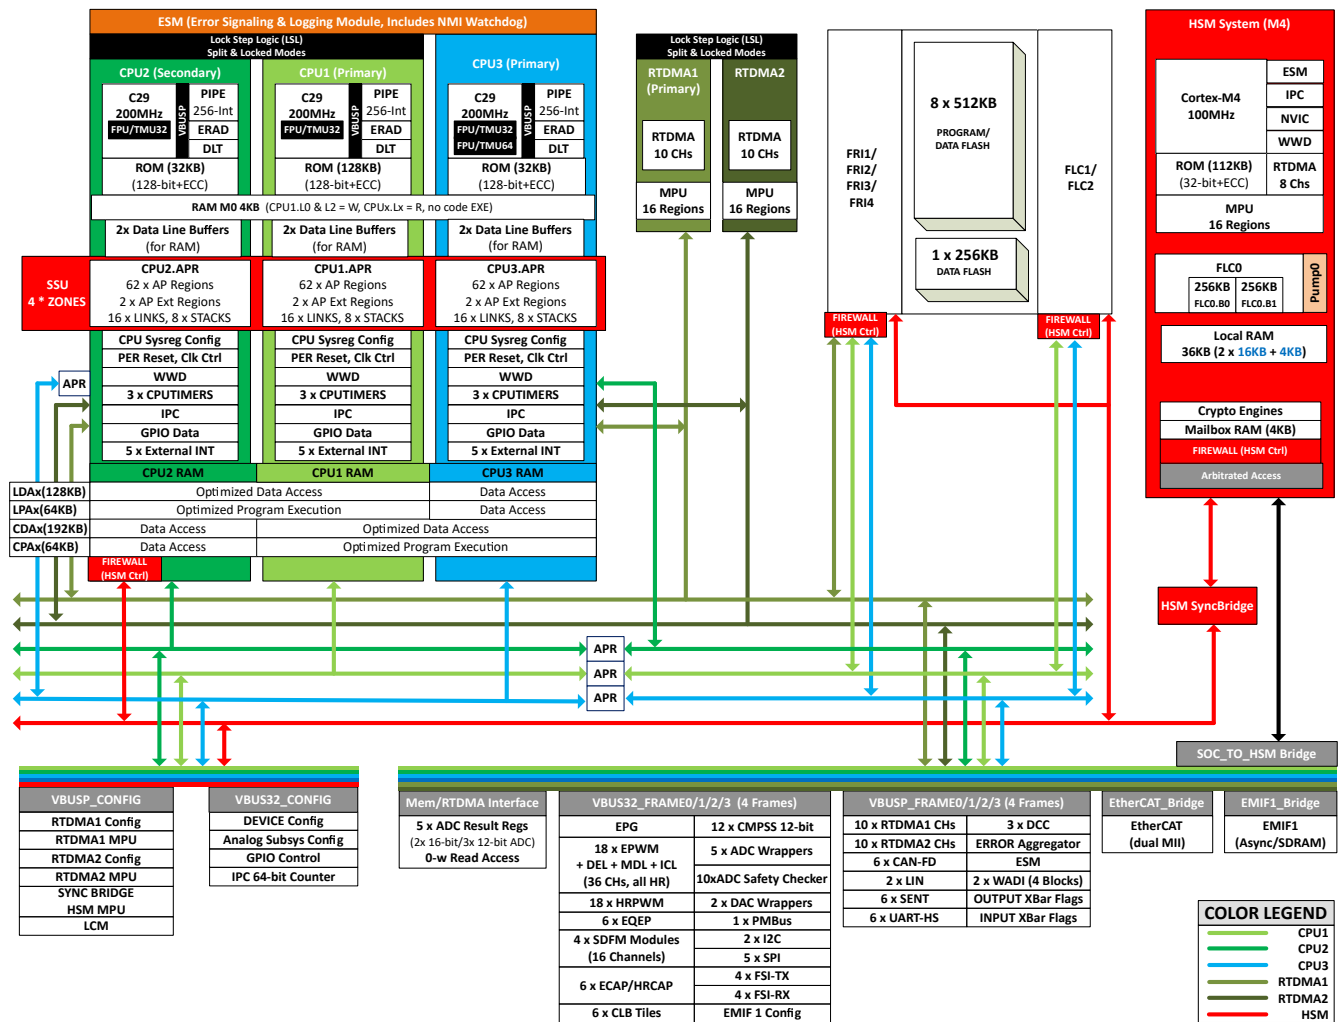 ESM (Error Signaling & Logging Module, Includes NMI Watchdog)
Lock Step Logic (LSL)
Split & Locked Modes
CPU2 (Secondary)
CPU1 (Primary)
CPU3 (Primary)
C29
200MHz
FPU/TMU32
VBUSP
PIPE
256-Int
ERAD
DLT
C29
200MHz
FPU/TMU32
VBUSP
PIPE
256-Int
ERAD
DLT
C29
200MHz
FPU/TMU32
FPU/TMU64
VBUSP
PIPE
256-Int
ERAD
DLT
ROM (32KB)
(128-bit+ECC)
ROM (128KB)
(128-bit+ECC)
ROM (32KB)
(128-bit+ECC)
RAM M0 4KB (CPU1.L0 & L2 = W, CPUx.Lx = R, no code EXE)
2x Data Line Buffers
(for RAM)
2x Data Line Buffers
(for RAM)
2x Data Line Buffers
(for RAM)
SSU
4 * ZONES
CPU2.APR
62 x AP Regions
2 x AP Ext Regions
16 x LINKS, 8 x STACKS
CPU1.APR
62 x AP Regions
2 x AP Ext Regions
16 x LINKS, 8 x STACKS
CPU3.APR
62 x AP Regions
2 x AP Ext Regions
16 x LINKS, 8 x STACKS
CPU Sysreg Config
PER Reset, Clk Ctrl
WWD
3 x CPUTIMERS
IPC
GPIO Data
5 x External INT
CPU Sysreg Config
PER Reset, Clk Ctrl
WWD
3 x CPUTIMERS
IPC
GPIO Data
5 x External INT
CPU Sysreg Config
PER Reset, Clk Ctrl
WWD
3 x CPUTIMERS
IPC
GPIO Data
5 x External INT
APR
CPU2 RAM
CPU1 RAM
CPU3 RAM
LDAx(128KB)
Optimized Data Access
Data Access
LPAx(64KB)
Optimized Program Execution
Data Access
CDAx(192KB)
Data Access
Optimized Data Access
CPAx(64KB)
Data Access
Optimized Program Execution
FIREWALL
(HSM Ctrl)
Lock Step Logic (LSL)
Split & Locked Modes
RTDMA1
(Primary)
RTDMA2
RTDMA
10 CHs
RTDMA
10 CHs
MPU
16 Regions
MPU
16 Regions
FRI1/
FRI2/
FRI3/
FRI4
8 x 512KB
PROGRAM/
DATA FLASH
1 x 256KB
DATA FLASH
FLC1/
FLC2
FIREWALL
(HSM Ctrl)
FIREWALL
(HSM Ctrl)
HSM System (M4)
Cortex-M4
100MHz
ESM
IPC
NVIC
WWD
ROM (112KB)
(32-bit+ECC)
RTDMA
8 Chs
MPU
16 Regions
FLC0
256KB
FLC0.B0
256KB
FLC0.B1
Pump0
Local RAM
36KB (2 x 16KB + 4KB)
Crypto Engines
Mailbox RAM (4KB)
FIREWALL (HSM Ctrl)
Arbitrated Access
HSM SyncBridge
APR
APR
APR
SOC_TO_HSM Bridge
VBUSP_CONFIG
RTDMA1 Config
RTDMA1 MPU
RTDMA2 Config
RTDMA2 MPU
SYNC BRIDGE
HSM MPU
LCM
VBUS32_CONFIG
DEVICE Config
Analog Subsys Config
GPIO Control
IPC 64-bit Counter
Mem/RTDMA Interface
5 x ADC Result Regs
(2x 16-bit/3x 12-bit ADC)
0-w Read Access
VBUS32_FRAME0/1/2/3 (4 Frames)
EPG
18 x EPWM
+ DEL + MDL + ICL
(36 CHs, all HR)
18 x HRPWM
6 x EQEP
4 x SDFM Modules
(16 Channels)
6 x ECAP/HRCAP
6 x CLB Tiles
12 x CMPSS 12-bit
5 x ADC Wrappers
10xADC Safety Checker
2 x DAC Wrappers
1 x PMBus
2 x I2C
5 x SPI
4 x FSI-TX
4 x FSI-RX
EMIF 1 Config
VBUSP_FRAME0/1/2/3 (4 Frames)
10 x RTDMA1 CHs
10 x RTDMA2 CHs
6 x CAN-FD
2 x LIN
6 x SENT
6 x UART-HS
3 x DCC
ERROR Aggregator
ESM
2 x WADI (4 Blocks)
OUTPUT XBar Flags
INPUT XBar Flags
EtherCAT_Bridge
EtherCAT
(dual MII)
EMIF1_Bridge
EMIF1
(Async/SDRAM)
COLOR LEGEND
CPU1
CPU2
CPU3
RTDMA1
RTDMA2
HSM